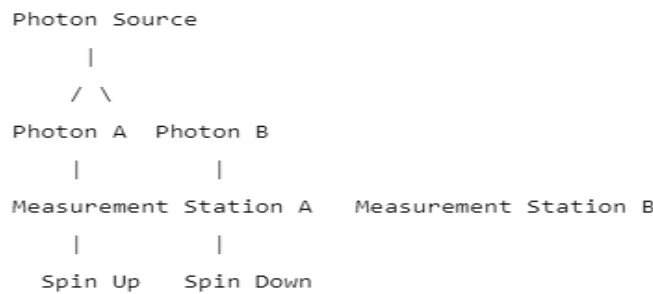 Photon Source
|
/ \
Photon A  Photon B
|         |
Measurement Station A   Measurement Station B
|         |
Spin Up   Spin Down